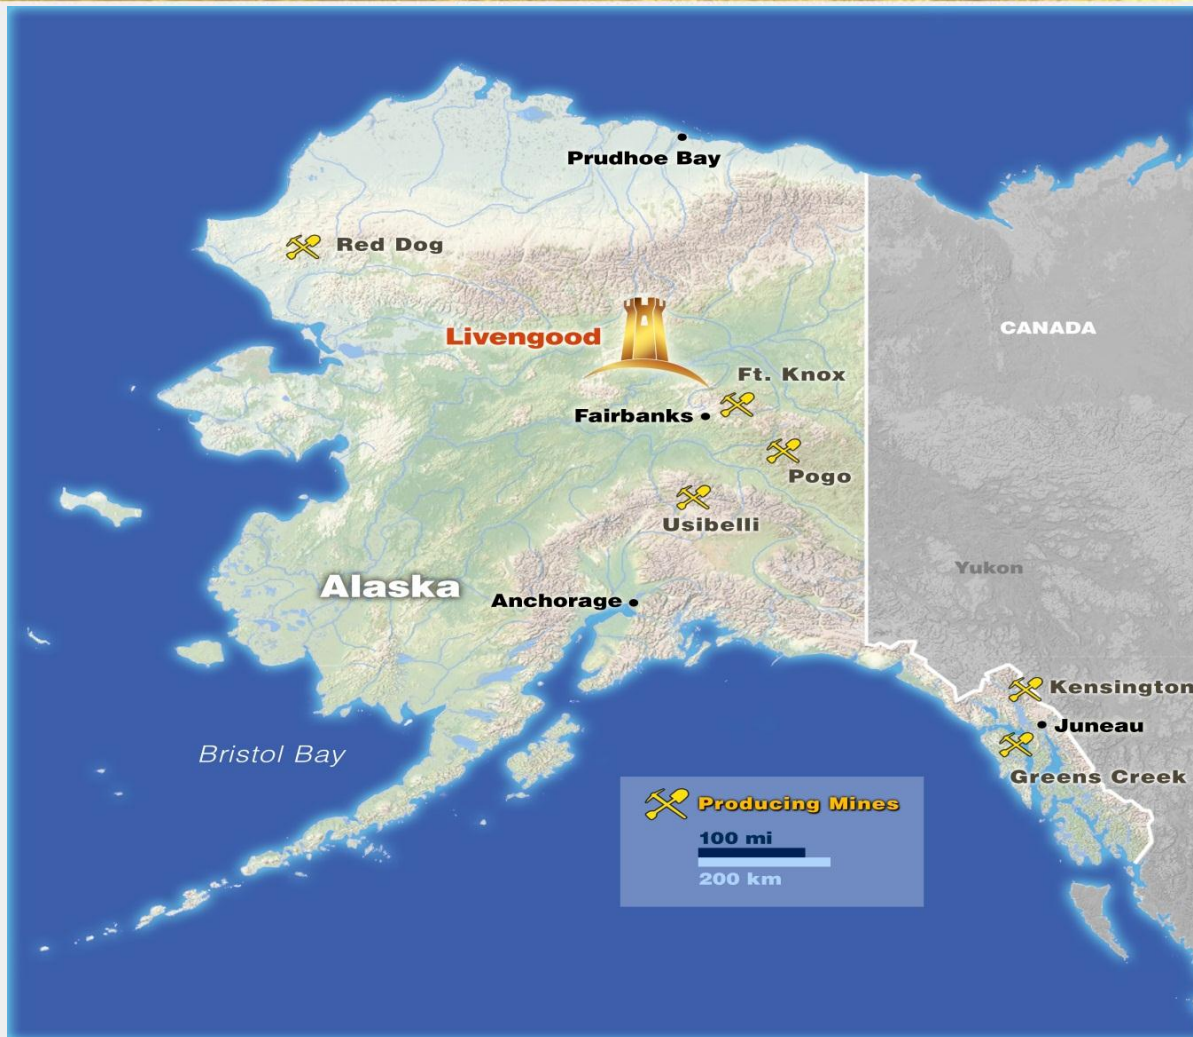 Prudhoe Bay
Red Dog
CANADA
Livengood
Ft. Knox
Fairbanks
Pogo
Usibelli
Yukon
Alaska
Anchorage
Kensington
Juneau
Bristol Bay
Greens Creek
Producing Mines
100 mi
200 km